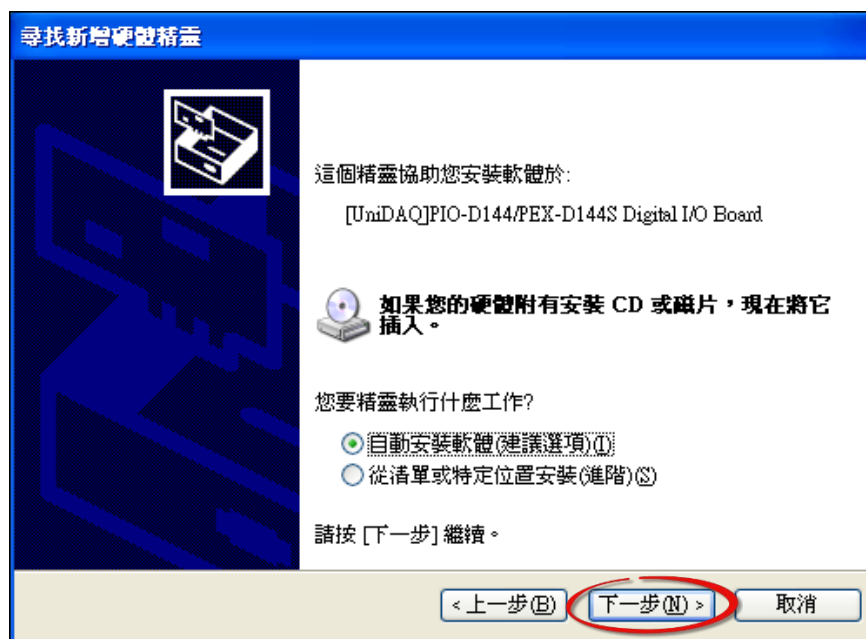 尋找新增硬體精靈
這個精靈協助您安裝軟體於:
[UniDAQ]PIO-D144/PEX-D144S Digital I/O Board
如果您的硬體附有安裝 CD 或磁片，現在將它
插入。
您要精靈執行什麼工作?
自動安裝軟體(建議選項)(I)
從清單或特定位置安裝(進階)(S)
請按 [下一步] 繼續。
< 上一步(B)
下一步(N) >
取消